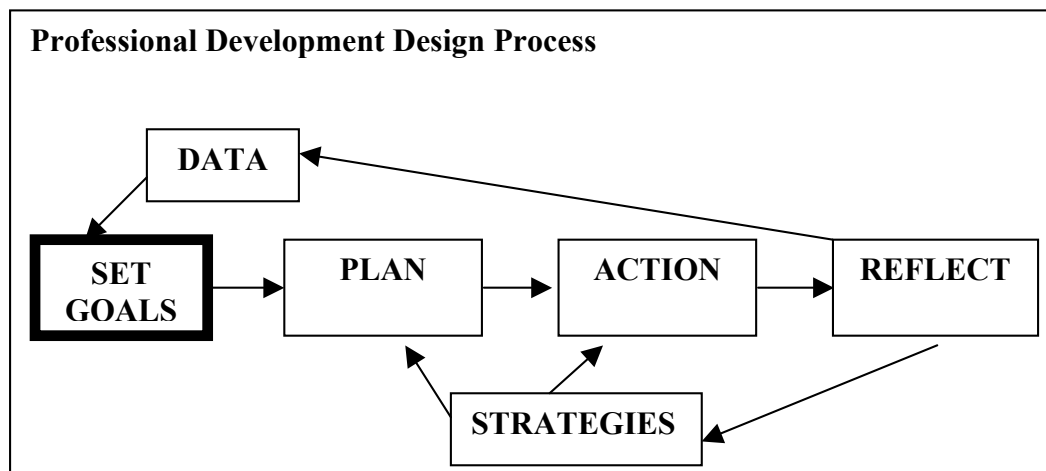 Professional Development Design Process
DATA
SET
GOALS
PLAN
ACTION
REFLECT
STRATEGIES